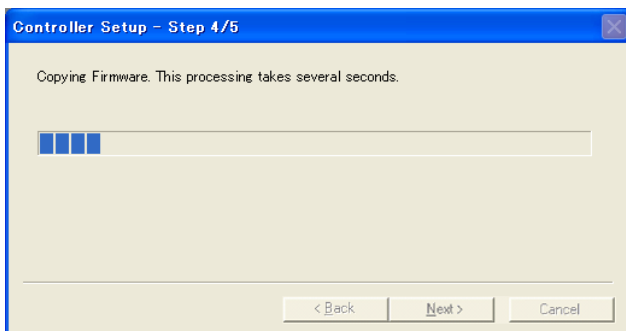 Controller Setup - Step 4/5
Copying Firmware. This processing takes several seconds.
< Back
Next >
Cancel